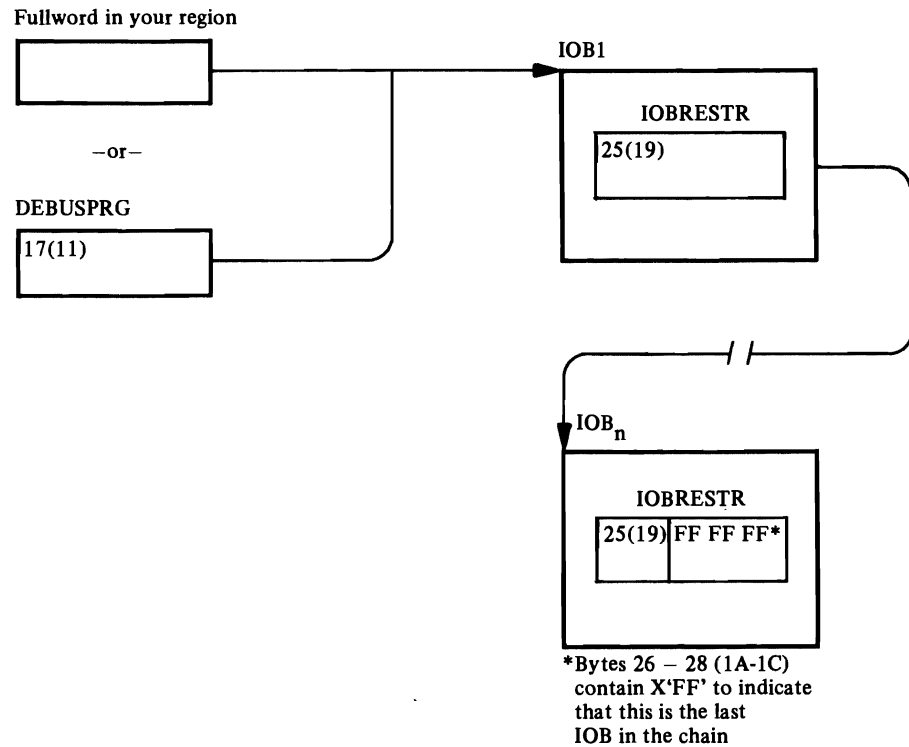 Fullword in your region
IOB1
IOBRESTR
25(19)
–or–
DEBUSPRG
17(11)
IOBn
IOBRESTR
25(19) FF FF FF*
*Bytes 26 – 28 (1A-1C)
contain X‘FF’ to indicate
that this is the last
IOB in the chain